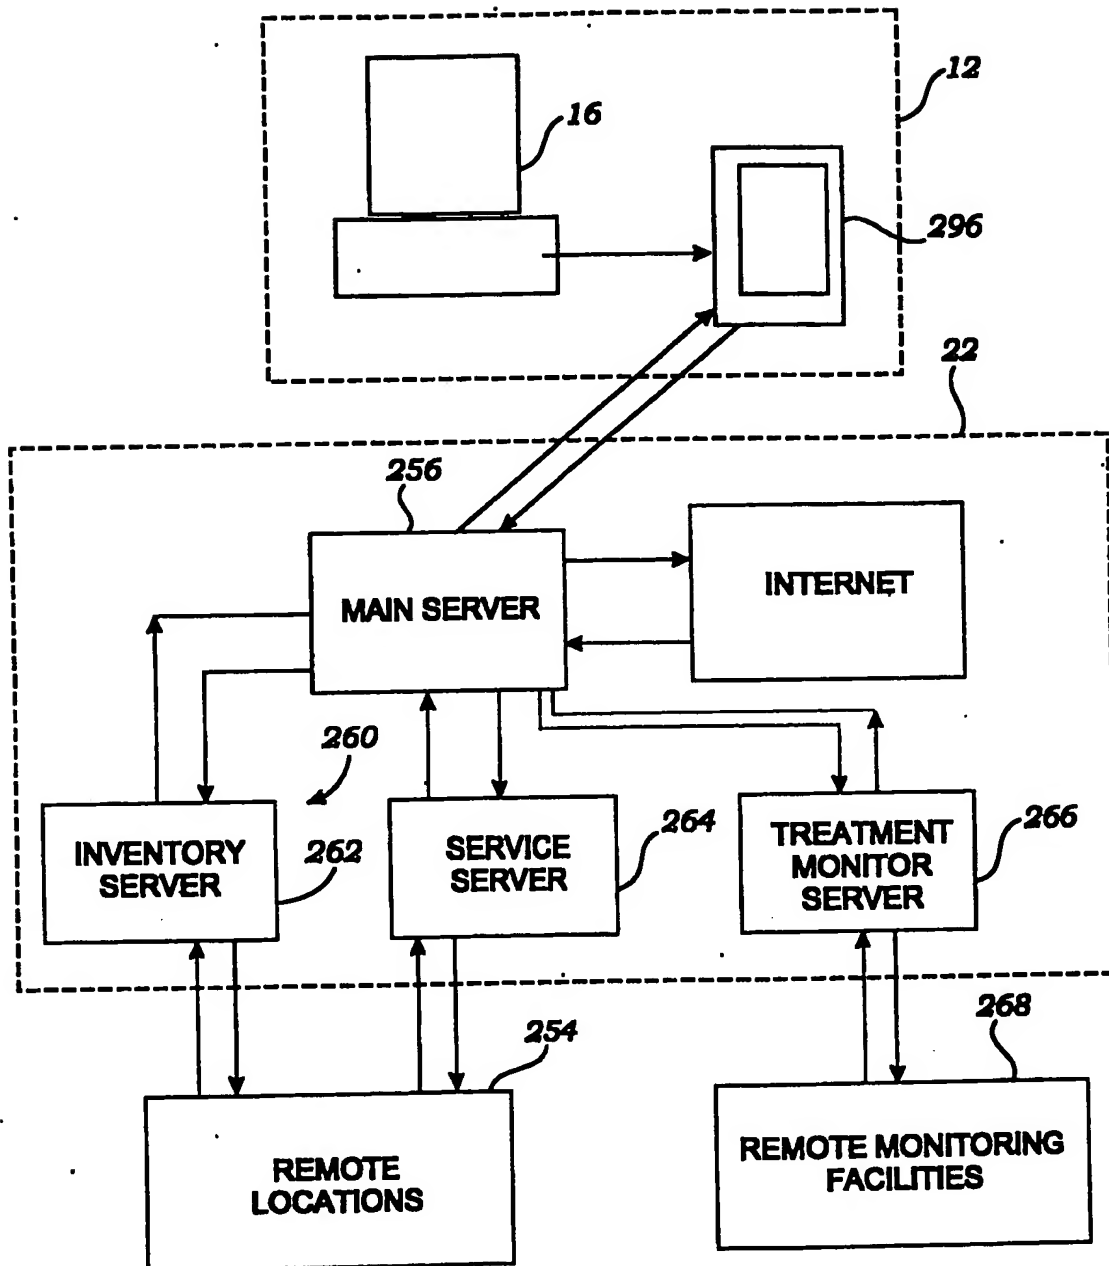 12
16
296
22
256
MAIN SERVER
INTERNET
260
INVENTORY
SERVER
262
SERVICE
SERVER
264
TREATMENT
MONITOR
SERVER
266
254
268
REMOTE
LOCATIONS
REMOTE MONITORING
FACILITIES